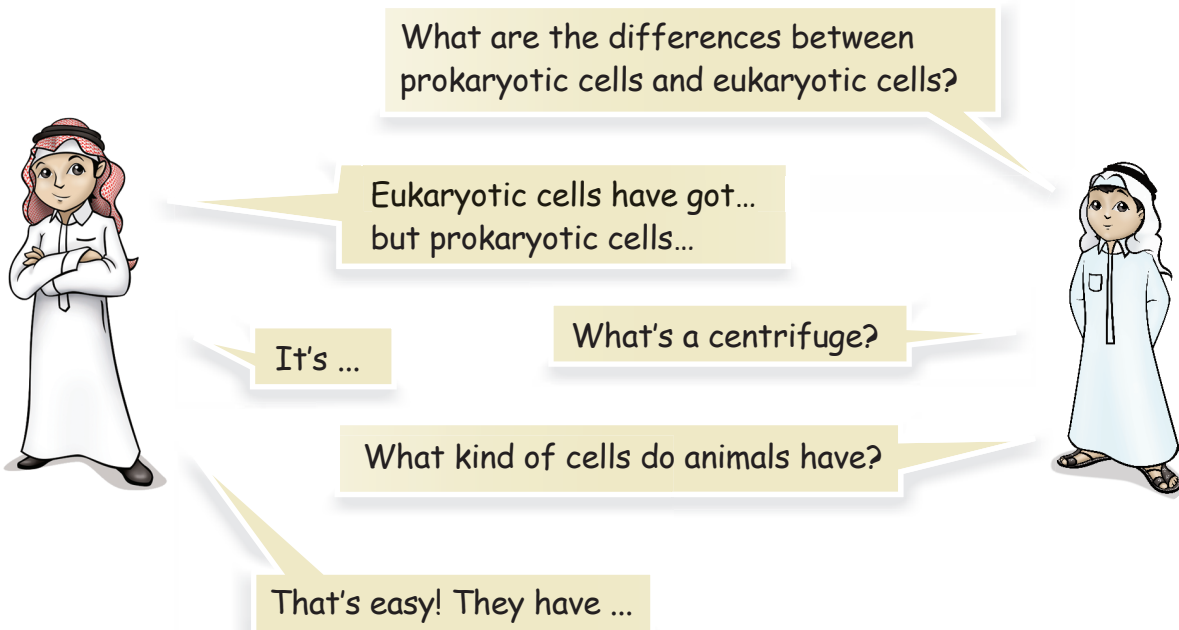 What are the differences between
prokaryotic cells and eukaryotic cells?
Eukaryotic cells have got...
but prokaryotic cells...
What's a centrifuge?
It's ...
What kind of cells do animals have?
That's easy! They have ...